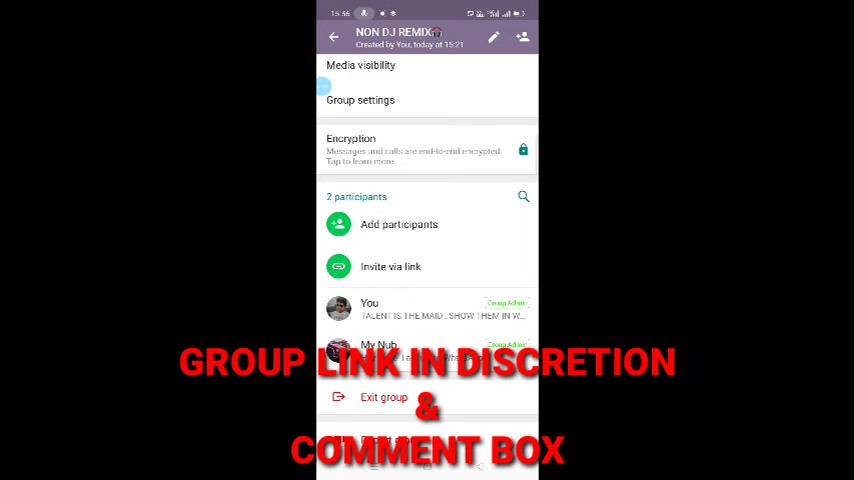 15:36
NON DJ REMIX
Created by You, today at 15:21
Media visibility
Group settings
Encryption
Messages and calls are end-to-end encrypted.
Tap to learn more.
2 participants
Add participants
Invite via link
You
Group Admin
TALENT IS THE MAID.. SHOW THEM IN W...
My Nub
Group Admin
GROUP LINK IN DISCRETION
Exit group
&
COMMENT BOX